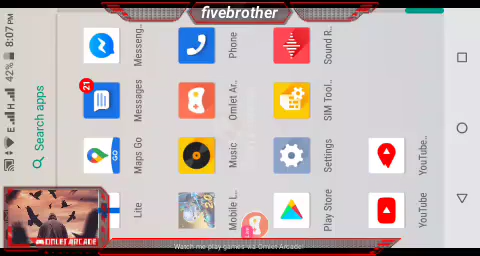 fivebrother
42% 8:07 PM
E H
Search apps
Messeng..
Phone
Sound R..
21
Messages
Omlet Ar..
SIM Tool..
GO
Maps Go
Music
Settings
YouTube..
Lite
Mobile L..
Play Store
YouTube
OMLET ARCADE
Watch me play games via Omlet Arcade!